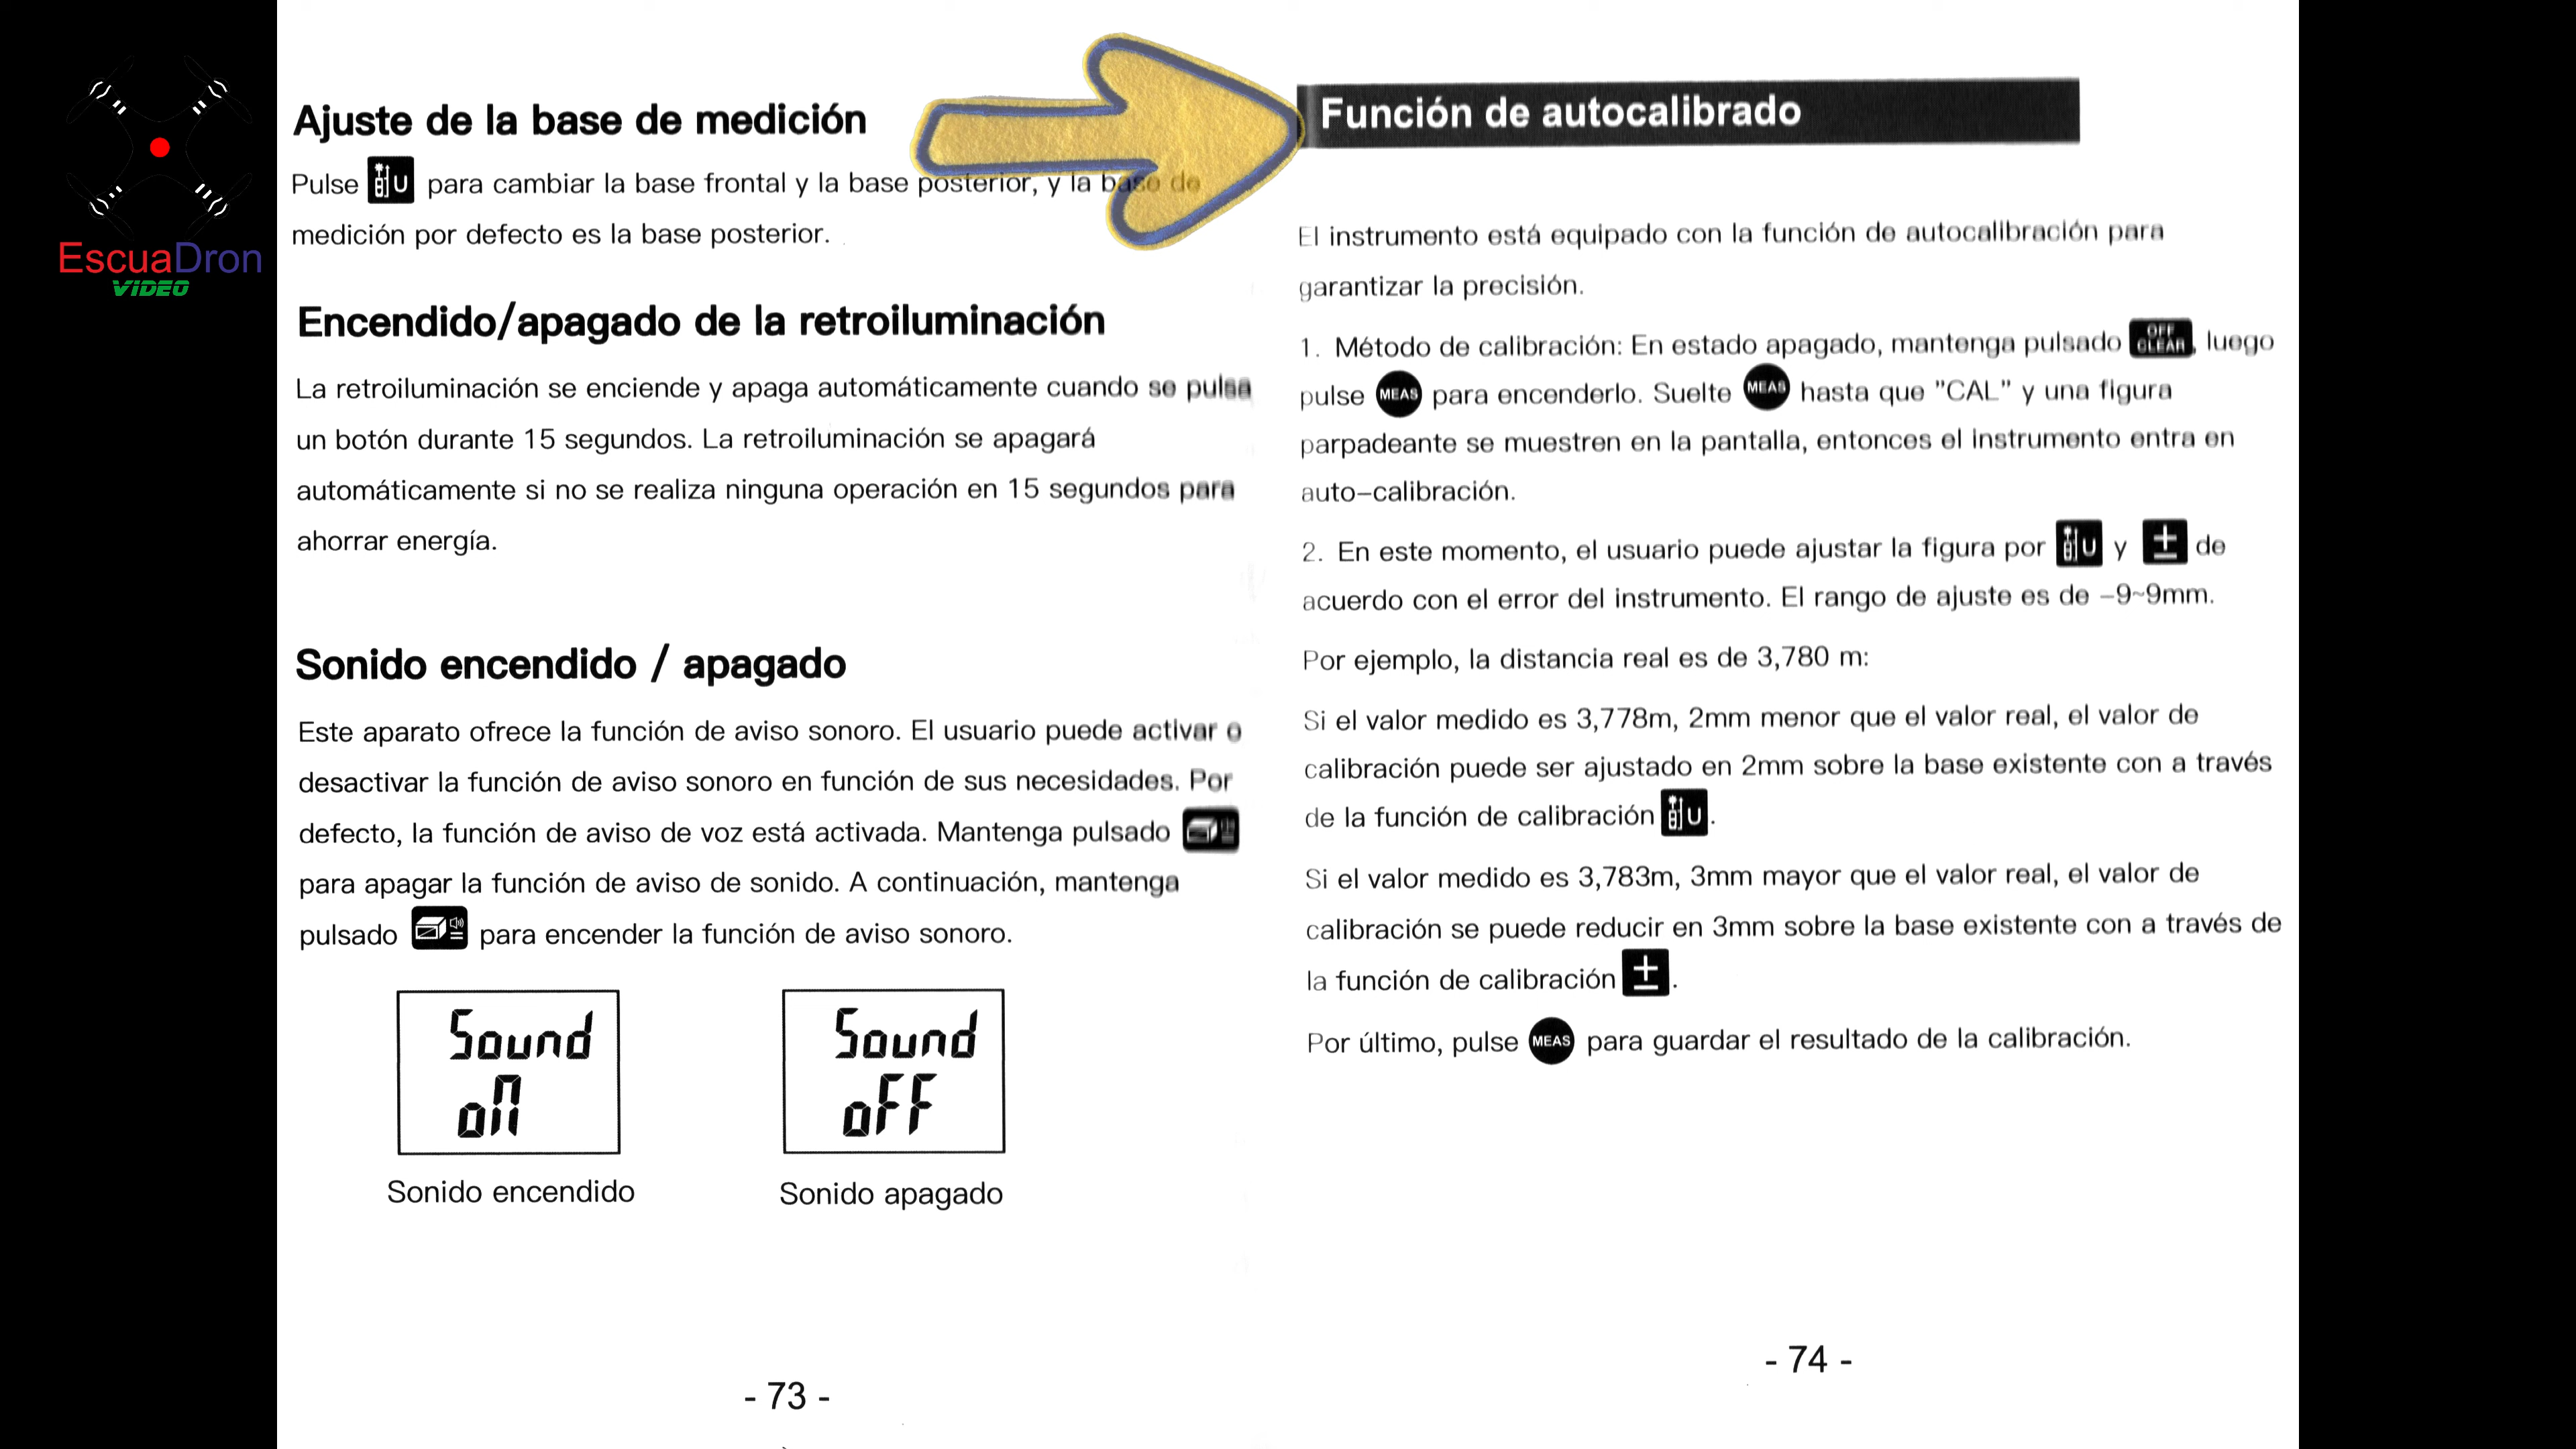 EscuaDron
VIDEO
Ajuste de la base de medición
Pulse U para cambiar la base frontal y la base posterior, y la base de
medición por defecto es la base posterior.
Encendido/apagado de la retroiluminación
La retroiluminación se enciende y apaga automáticamente cuando se pulsa
un botón durante 15 segundos. La retroiluminación se apagará
automáticamente si no se realiza ninguna operación en 15 segundos para
ahorrar energía.
Sonido encendido / apagado
Este aparato ofrece la función de aviso sonoro. El usuario puede activar o
desactivar la función de aviso sonoro en función de sus necesidades. Por
defecto, la función de aviso de voz está activada. Mantenga pulsado
para apagar la función de aviso de sonido. A continuación, mantenga
pulsado para encender la función de aviso sonoro.
Sound
on
Sonido encendido
Sound
oFF
Sonido apagado
- 73 -
Función de autocalibrado
El instrumento está equipado con la función de autocalibración para
garantizar la precisión.
1. Método de calibración: En estado apagado, mantenga pulsado OFF CLEAR, luego
pulse MEAS para encenderlo. Suelte MEAS hasta que "CAL" y una figura
parpadeante se muestren en la pantalla, entonces el instrumento entra en
auto-calibración.
2. En este momento, el usuario puede ajustar la figura por U y ± de
acuerdo con el error del instrumento. El rango de ajuste es de -9~9mm.
Por ejemplo, la distancia real es de 3,780 m:
Si el valor medido es 3,778m, 2mm menor que el valor real, el valor de
calibración puede ser ajustado en 2mm sobre la base existente con a través
de la función de calibración U.
Si el valor medido es 3,783m, 3mm mayor que el valor real, el valor de
calibración se puede reducir en 3mm sobre la base existente con a través de
la función de calibración ±.
Por último, pulse MEAS para guardar el resultado de la calibración.
- 74 -